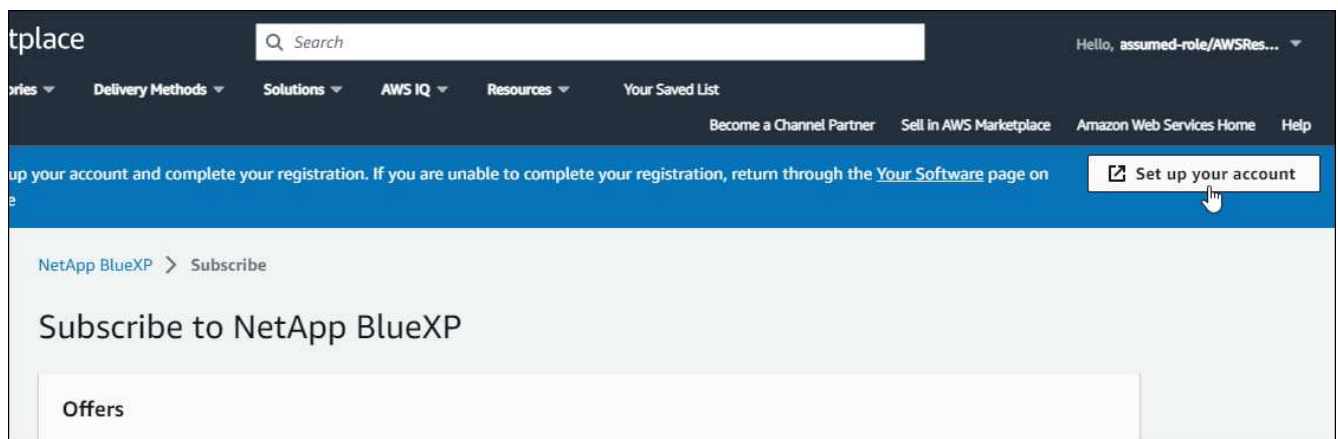 tplace
Search
Hello, assumed-role/AWSRes...
ories
Delivery Methods
Solutions
AWS IQ
Resources
Your Saved List
Become a Channel Partner
Sell in AWS Marketplace
Amazon Web Services Home
Help
up your account and complete your registration. If you are unable to complete your registration, return through the Your Software page on
e
Set up your account
NetApp BlueXP > Subscribe
Subscribe to NetApp BlueXP
Offers